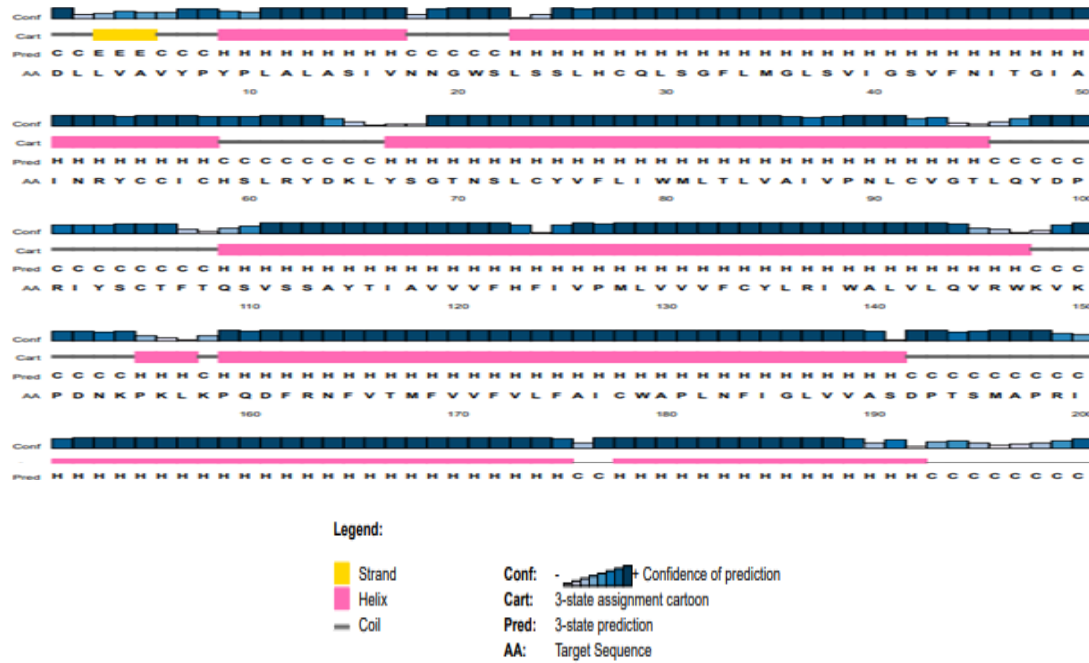 Conf
Cart
Pred C C E E E C C C H H H H H H H H H C C C C C H H H H H H H H H H H H H H H H H H H H H H H H H H H H
AA D L L V A V Y P Y P L A L A S I V N N G W S L S S L H C Q L S G F L M G L S V I G S V F N I T G I A
10 20 30 40 50
Conf
Cart
Pred H H H H H H H H C C C C C C C C H H H H H H H H H H H H H H H H H H H H H H H H H H H H H C C C C C
AA I N R Y C C I C H S L R Y D K L Y S G T N S L C Y V F L I W M L T L V A I V P N L C V G T L Q Y D P
60 70 80 90 100
Conf
Cart
Pred C C C C C C C C H H H H H H H H H H H H H H H H H H H H H H H H H H H H H H H H H H H H H H H C C C
AA R I Y S C T F T Q S V S S A Y T I A V V V F H F I V P M L V V V F C Y L R I W A L V L Q V R W K V K
110 120 130 140 150
Conf
Cart
Pred C C C C H H H C H H H H H H H H H H H H H H H H H H H H H H H H H H H H H H H H H C C C C C C C C C
AA P D N K P K L K P Q D F R N F V T M F V V F V L F A I C W A P L N F I G L V V A S D P T S M A P R I
160 170 180 190 200
Conf
Pred H H H H H H H H H H H H H H H H H H H H H H H H H C C H H H H H H H H H H H H H H H C C C C C C C C
Legend:
Strand
Helix
Coil
Conf: - + Confidence of prediction
Cart: 3-state assignment cartoon
Pred: 3-state prediction
AA: Target Sequence